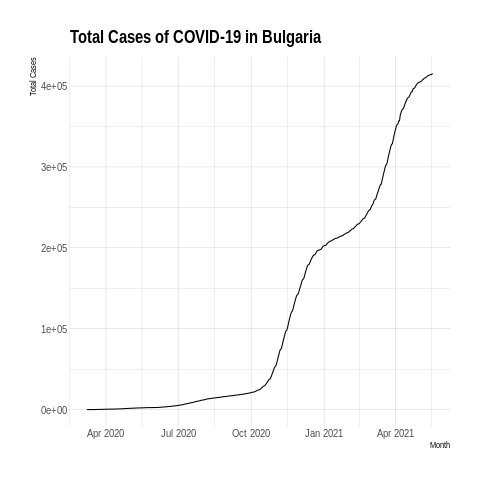 Total Cases of COVID-19 in Bulgaria
Total Cases
4e+05
3e+05
2e+05
1e+05
0e+00
Apr 2020 Jul 2020 Oct 2020 Jan 2021 Apr 2021
Month